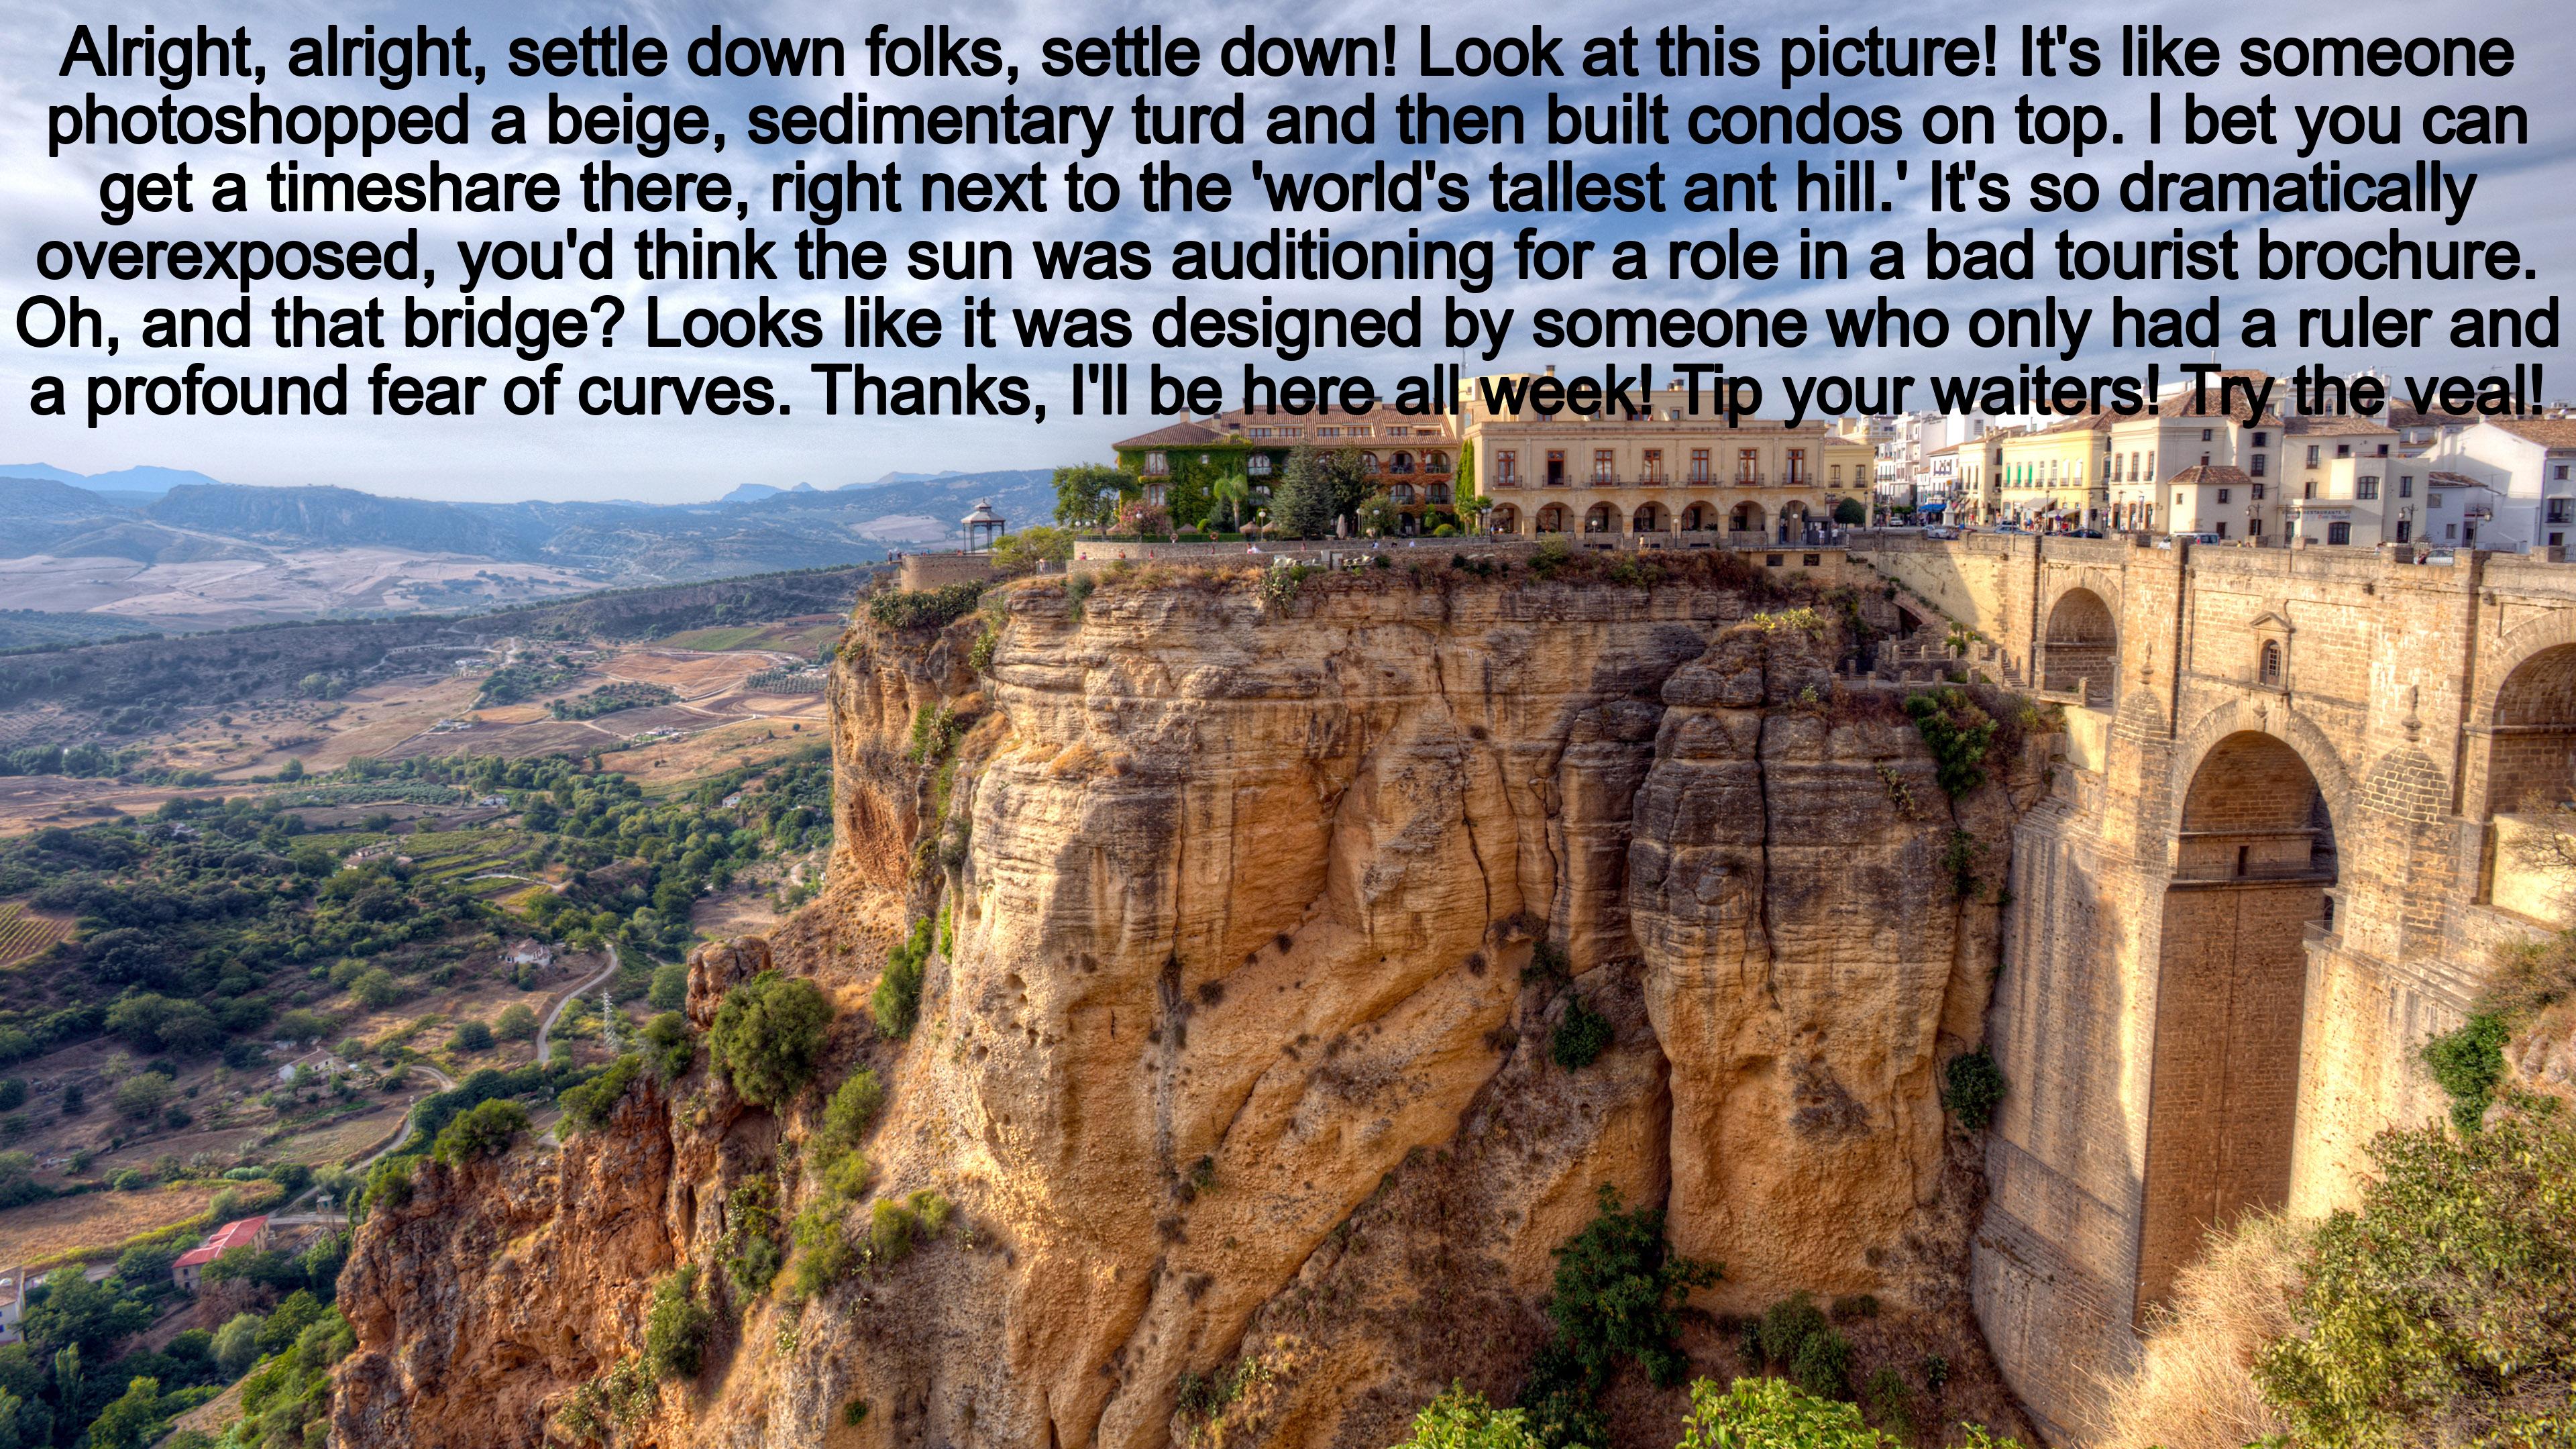 Alright, alright, settle down folks, settle down! Look at this picture! It's like someone
photoshopped a beige, sedimentary turd and then built condos on top. I bet you can
get a timeshare there, right next to the 'world's tallest ant hill.' It's so dramatically
overexposed, you'd think the sun was auditioning for a role in a bad tourist brochure.
Oh, and that bridge? Looks like it was designed by someone who only had a ruler and
a profound fear of curves. Thanks, I'll be here all week! Tip your waiters! Try the veal!